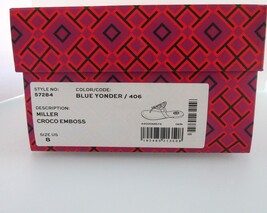 STYLE NO: COLOR/CODE:
57284 BLUE YONDER / 406
DESCRIPTION:
MILLER
CROCO EMBOSS
SIZE US
8